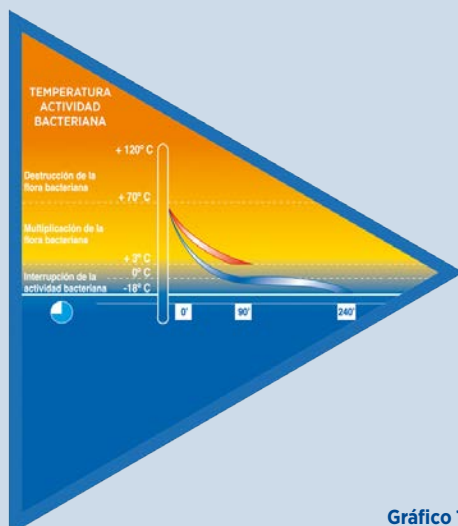 TEMPERATURA
ACTIVIDAD
BACTERIANA
+ 120° C
Destrucción de la
flora bacteriana
+ 70° C
Multiplicación de la
flora bacteriana
+ 3° C
0° C
Interrupción de la
actividad bacteriana
-18° C
0'
90'
240'
Gráfico